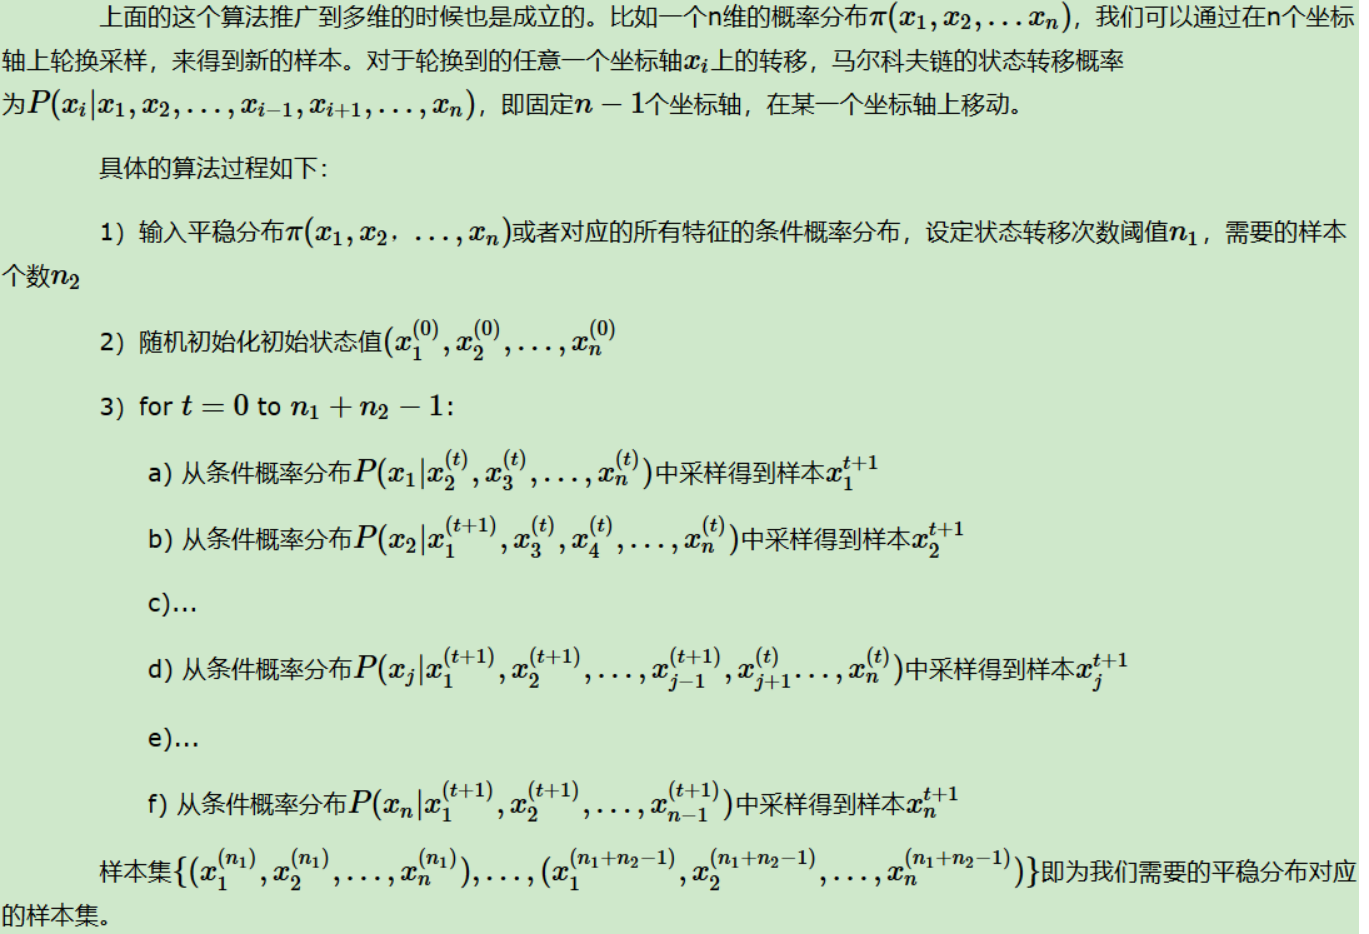 上面的这个算法推广到多维的时候也是成立的。比如一个n维的概率分布$\pi(x_1, x_2, \ldots x_n)$，我们可以通过在n个坐标
轴上轮换采样，来得到新的样本。对于轮换到的任意一个坐标轴$x_i$上的转移，马尔科夫链的状态转移概率
为$P(x_i|x_1, x_2, \ldots, x_{i-1}, x_{i+1}, \ldots, x_n)$，即固定$n-1$个坐标轴，在某一个坐标轴上移动。
具体的算法过程如下：
1）输入平稳分布$\pi(x_1, x_2，\ldots, x_n)$或者对应的所有特征的条件概率分布，设定状态转移次数阈值$n_1$，需要的样本
个数$n_2$
2）随机初始化初始状态值$(x_1^{(0)}, x_2^{(0)}, \ldots, x_n^{(0)}$
3）for $t = 0$ to $n_1 + n_2 - 1$:
a) 从条件概率分布$P(x_1|x_2^{(t)}, x_3^{(t)}, \ldots, x_n^{(t)})$中采样得到样本$x_1^{t+1}$
b) 从条件概率分布$P(x_2|x_1^{(t+1)}, x_3^{(t)}, x_4^{(t)}, \ldots, x_n^{(t)})$中采样得到样本$x_2^{t+1}$
c)...
d) 从条件概率分布$P(x_j|x_1^{(t+1)}, x_2^{(t+1)}, \ldots, x_{j-1}^{(t+1)}, x_{j+1}^{(t)} \ldots, x_n^{(t)})$中采样得到样本$x_j^{t+1}$
e)...
f) 从条件概率分布$P(x_n|x_1^{(t+1)}, x_2^{(t+1)}, \ldots, x_{n-1}^{(t+1)})$中采样得到样本$x_n^{t+1}$
样本集$\{(x_1^{(n_1)}, x_2^{(n_1)}, \ldots, x_n^{(n_1)}), \ldots, (x_1^{(n_1+n_2-1)}, x_2^{(n_1+n_2-1)}, \ldots, x_n^{(n_1+n_2-1)})\}$即为我们需要的平稳分布对应
的样本集。